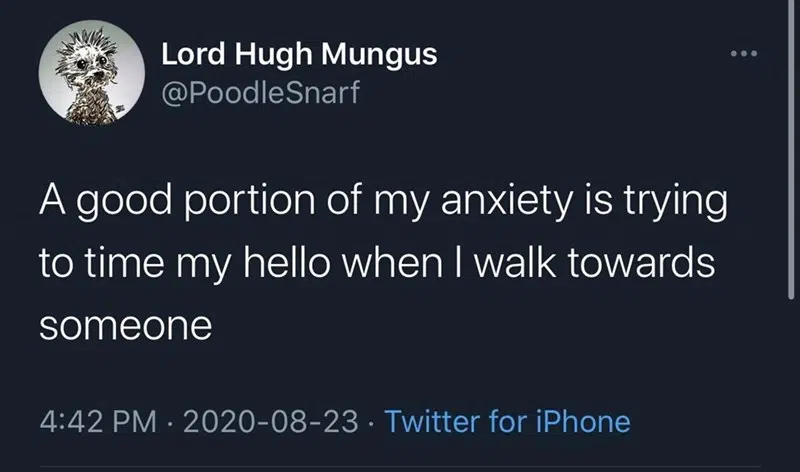 Lord Hugh Mungus
@PoodleSnarf
A good portion of my anxiety is trying
to time my hello when I walk towards
someone
4:42 PM · 2020-08-23 · Twitter for iPhone